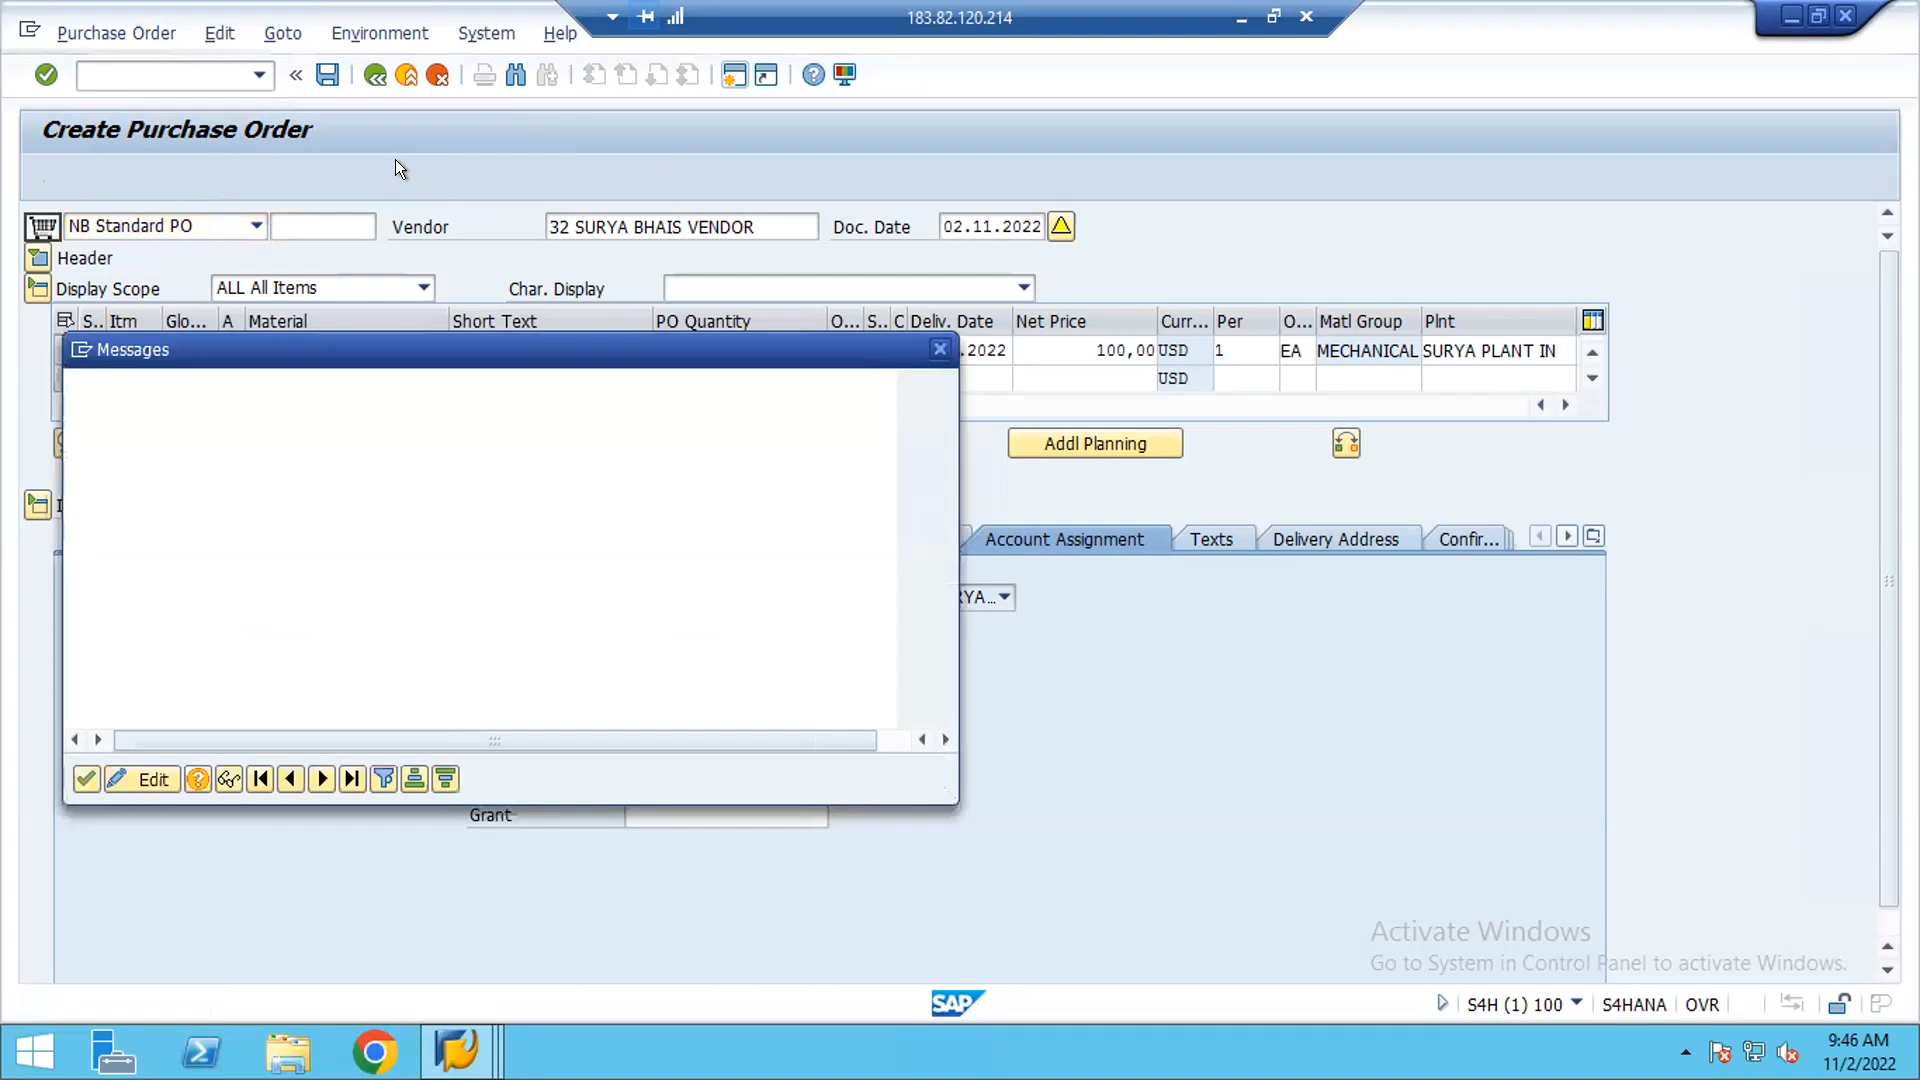 183.82.120.214
Purchase Order Edit Goto Environment System Help
Create Purchase Order
NB Standard PO Vendor 32 SURYA BHAIS VENDOR Doc. Date 02.11.2022
Header
Display Scope ALL All Items Char. Display
S.. Itm Glo... A Material Short Text PO Quantity O... S.. C Deliv. Date Net Price Curr... Per O... Matl Group Plnt
Messages
.2022 100,00 USD 1 EA MECHANICAL SURYA PLANT IN
USD
Addl Planning
Account Assignment Texts Delivery Address Confir...
RYA...
Edit
Grant
Activate Windows
Go to System in Control Panel to activate Windows.
SAP S4H (1) 100 S4HANA OVR
9:46 AM
11/2/2022